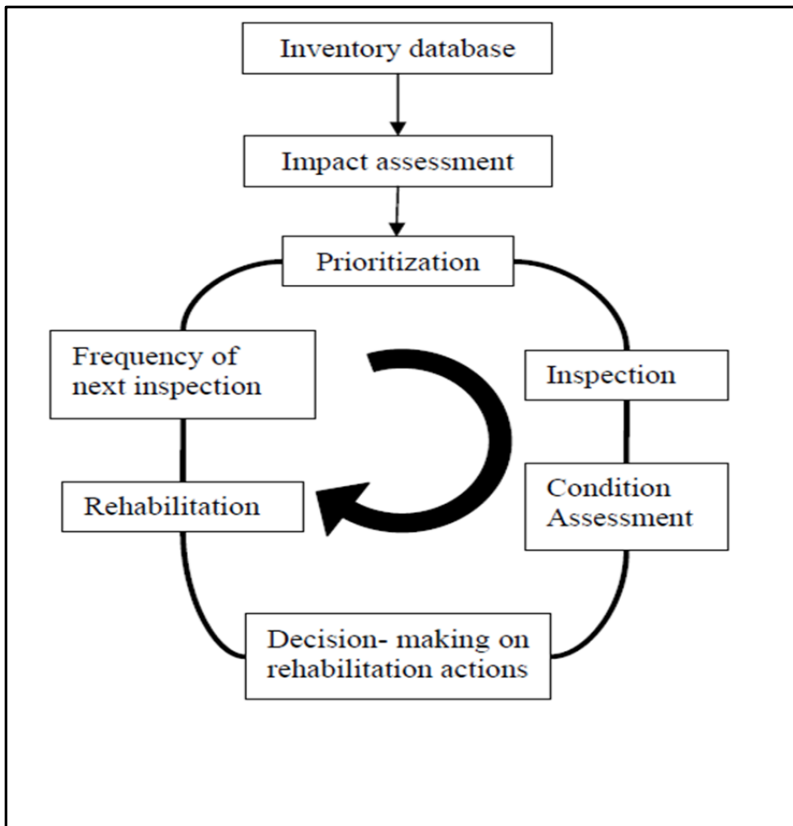 Inventory database
Impact assessment
Prioritization
Frequency of
next inspection
Inspection
Rehabilitation
Condition
Assessment
Decision- making on
rehabilitation actions